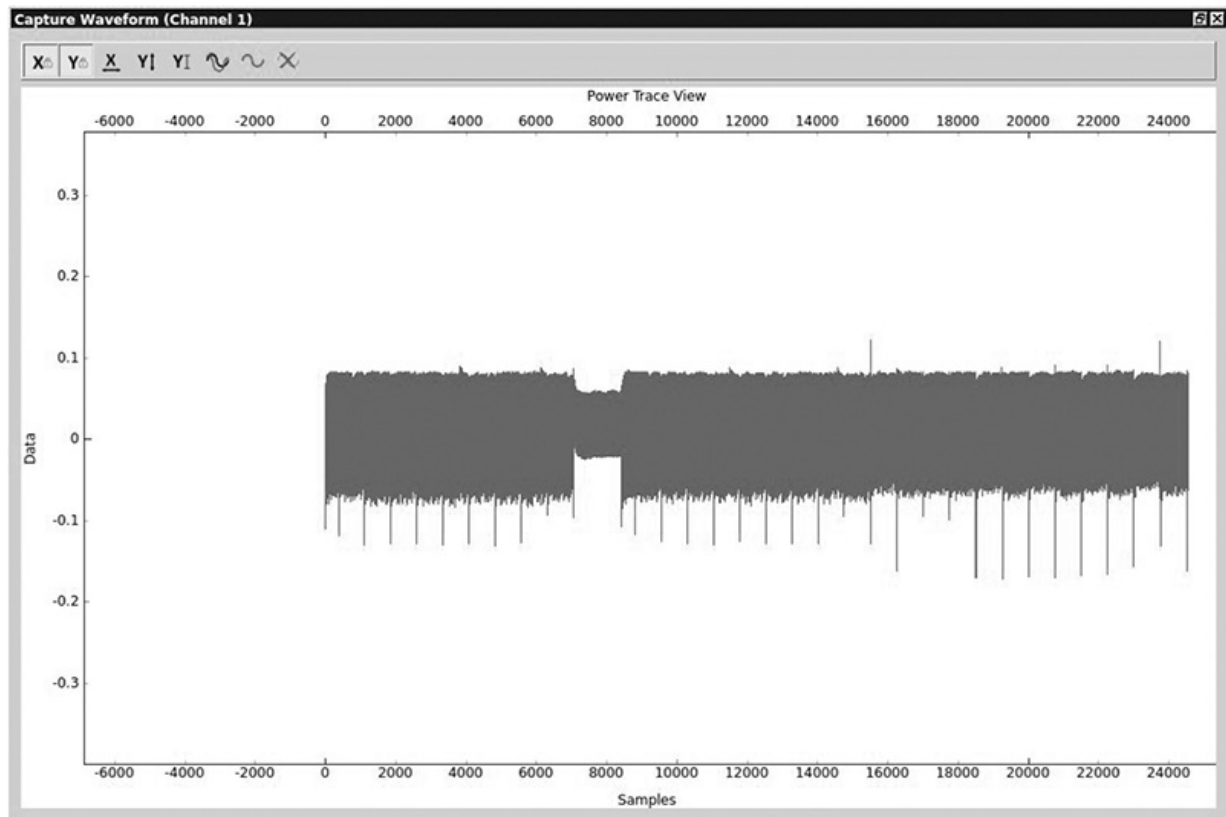 Capture Waveform (Channel 1)
X Y X Y Y
Power Trace View
-6000 -4000 -2000 0 2000 4000 6000 8000 10000 12000 14000 16000 18000 20000 22000 24000
0.3
0.2
0.1
0
-0.1
-0.2
-0.3
Data
-6000 -4000 -2000 0 2000 4000 6000 8000 10000 12000 14000 16000 18000 20000 22000 24000
Samples